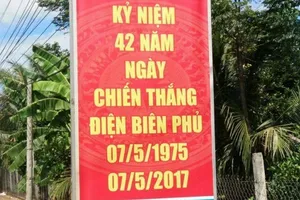 KỶ NIỆM
42 NĂM
NGÀY
CHIẾN THẮNG
ĐIỆN BIÊN PHỦ
07/5/1975
07/5/2017